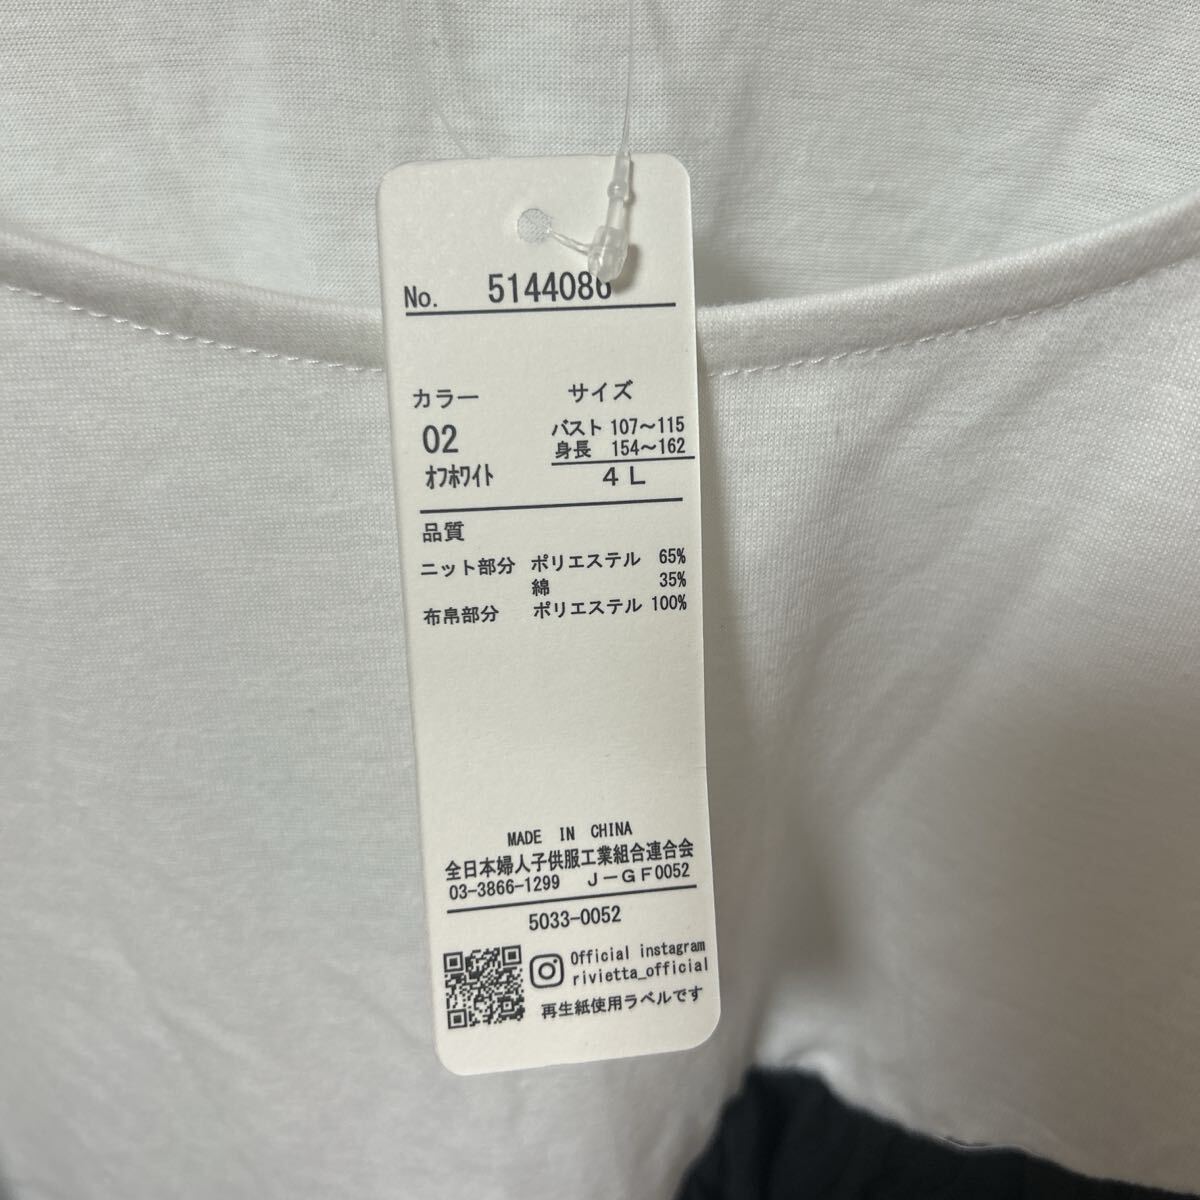 No. 5144086
カラー サイズ
02 バスト 107〜115
身長 154〜162
オフホワイト 4L
品質
ニット部分 ポリエステル 65%
綿 35%
布帛部分 ポリエステル 100%
MADE IN CHINA
全日本婦人子供服工業組合連合会
03-3866-1299 J-GF0052
5033-0052
Official instagram
rivietta_official
再生紙使用ラベルです